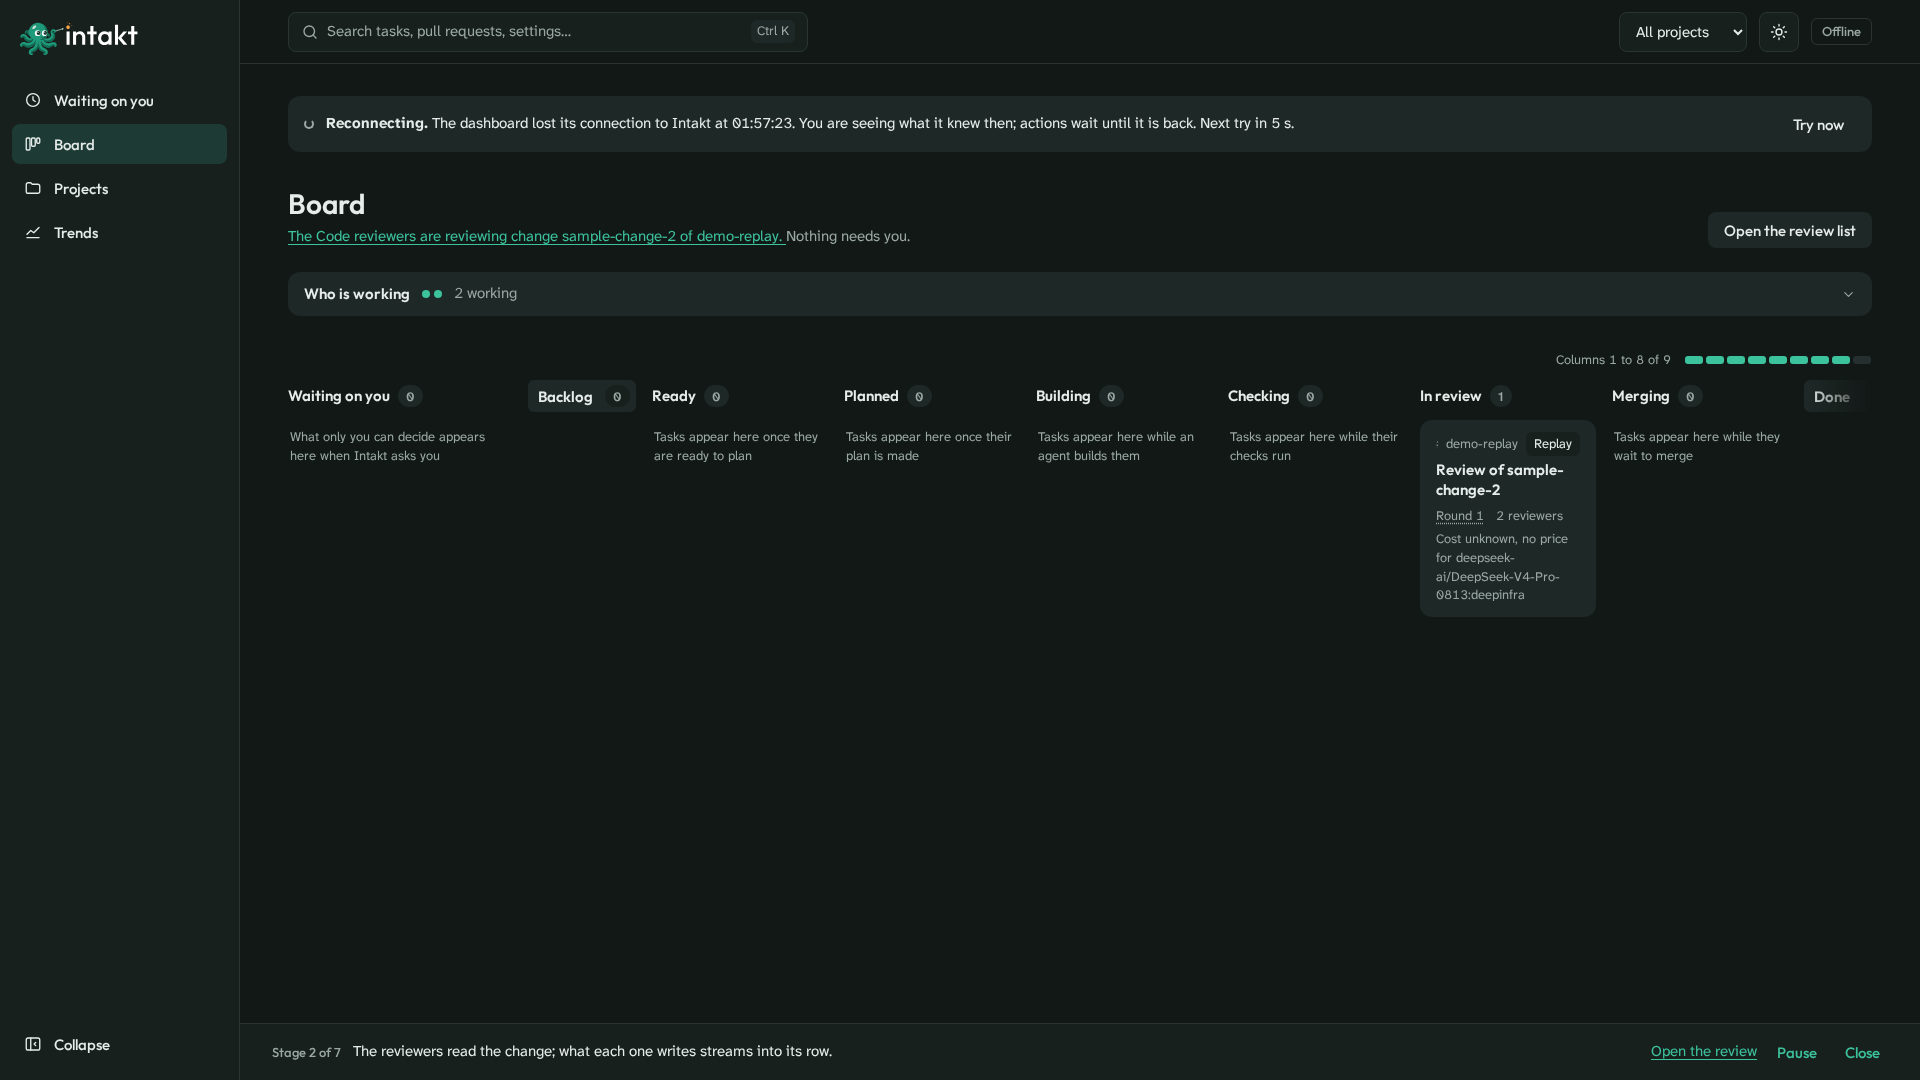 intakt
Search tasks, pull requests, settings...
Ctrl K
All projects
Offline
Waiting on you
Board
Projects
Trends
Reconnecting. The dashboard lost its connection to Intakt at 01:57:23. You are seeing what it knew then; actions wait until it is back. Next try in 5 s.
Try now
Board
The Code reviewers are reviewing change sample-change-2 of demo-replay. Nothing needs you.
Open the review list
Who is working
2 working
Columns 1 to 8 of 9
Waiting on you 0
What only you can decide appears
here when Intakt asks you
Backlog 0
Ready 0
Tasks appear here once they
are ready to plan
Planned 0
Tasks appear here once their
plan is made
Building 0
Tasks appear here while an
agent builds them
Checking 0
Tasks appear here while their
checks run
In review 1
: demo-replay Replay
Review of sample-
change-2
Round 1 2 reviewers
Cost unknown, no price
for deepseek-
ai/DeepSeek-V4-Pro-
0813:deepinfra
Merging 0
Tasks appear here while they
wait to merge
Done
Collapse
Stage 2 of 7 The reviewers read the change; what each one writes streams into its row.
Open the review
Pause
Close